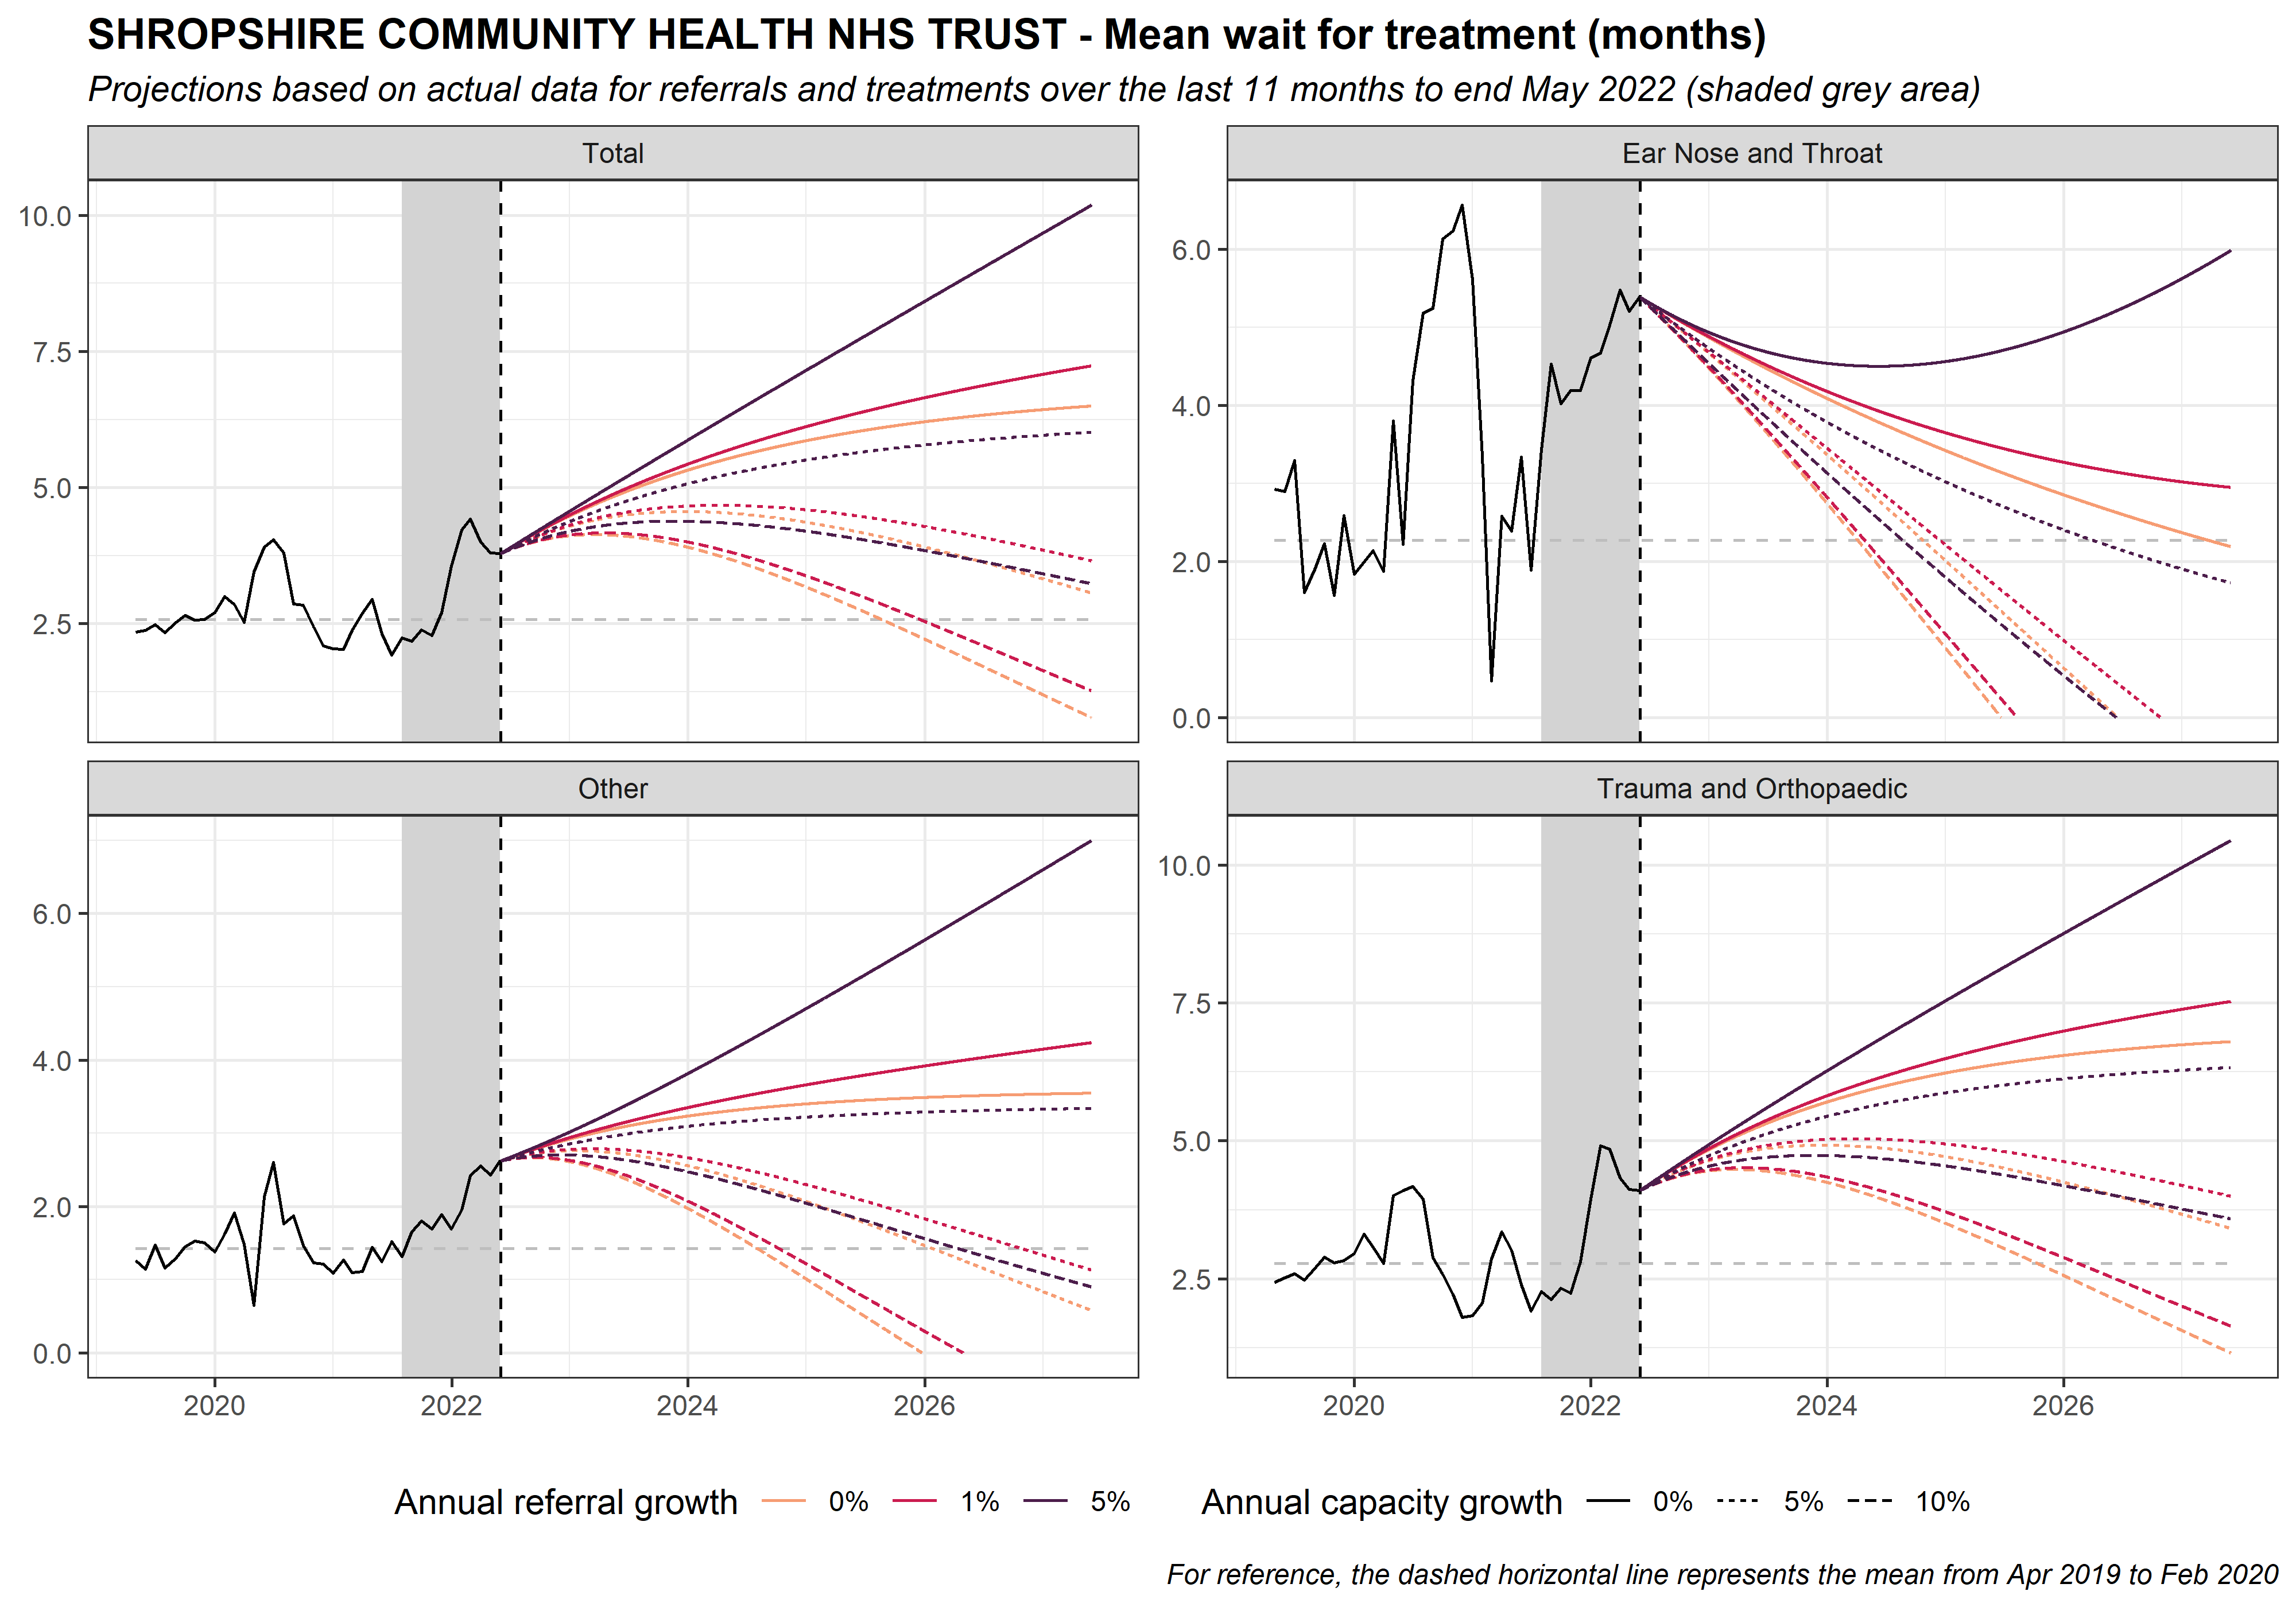 SHROPSHIRE COMMUNITY HEALTH NHS TRUST - Mean wait for treatment (months)
Projections based on actual data for referrals and treatments over the last 11 months to end May 2022 (shaded grey area)
Total
10.0
7.5
5.0
2.5
Ear Nose and Throat
6.0
4.0
2.0
0.0
Other
6.0
4.0
2.0
0.0
2020 2022 2024 2026
Trauma and Orthopaedic
10.0
7.5
5.0
2.5
2020 2022 2024 2026
Annual referral growth 0% 1% 5%
Annual capacity growth 0% 5% 10%
For reference, the dashed horizontal line represents the mean from Apr 2019 to Feb 2020